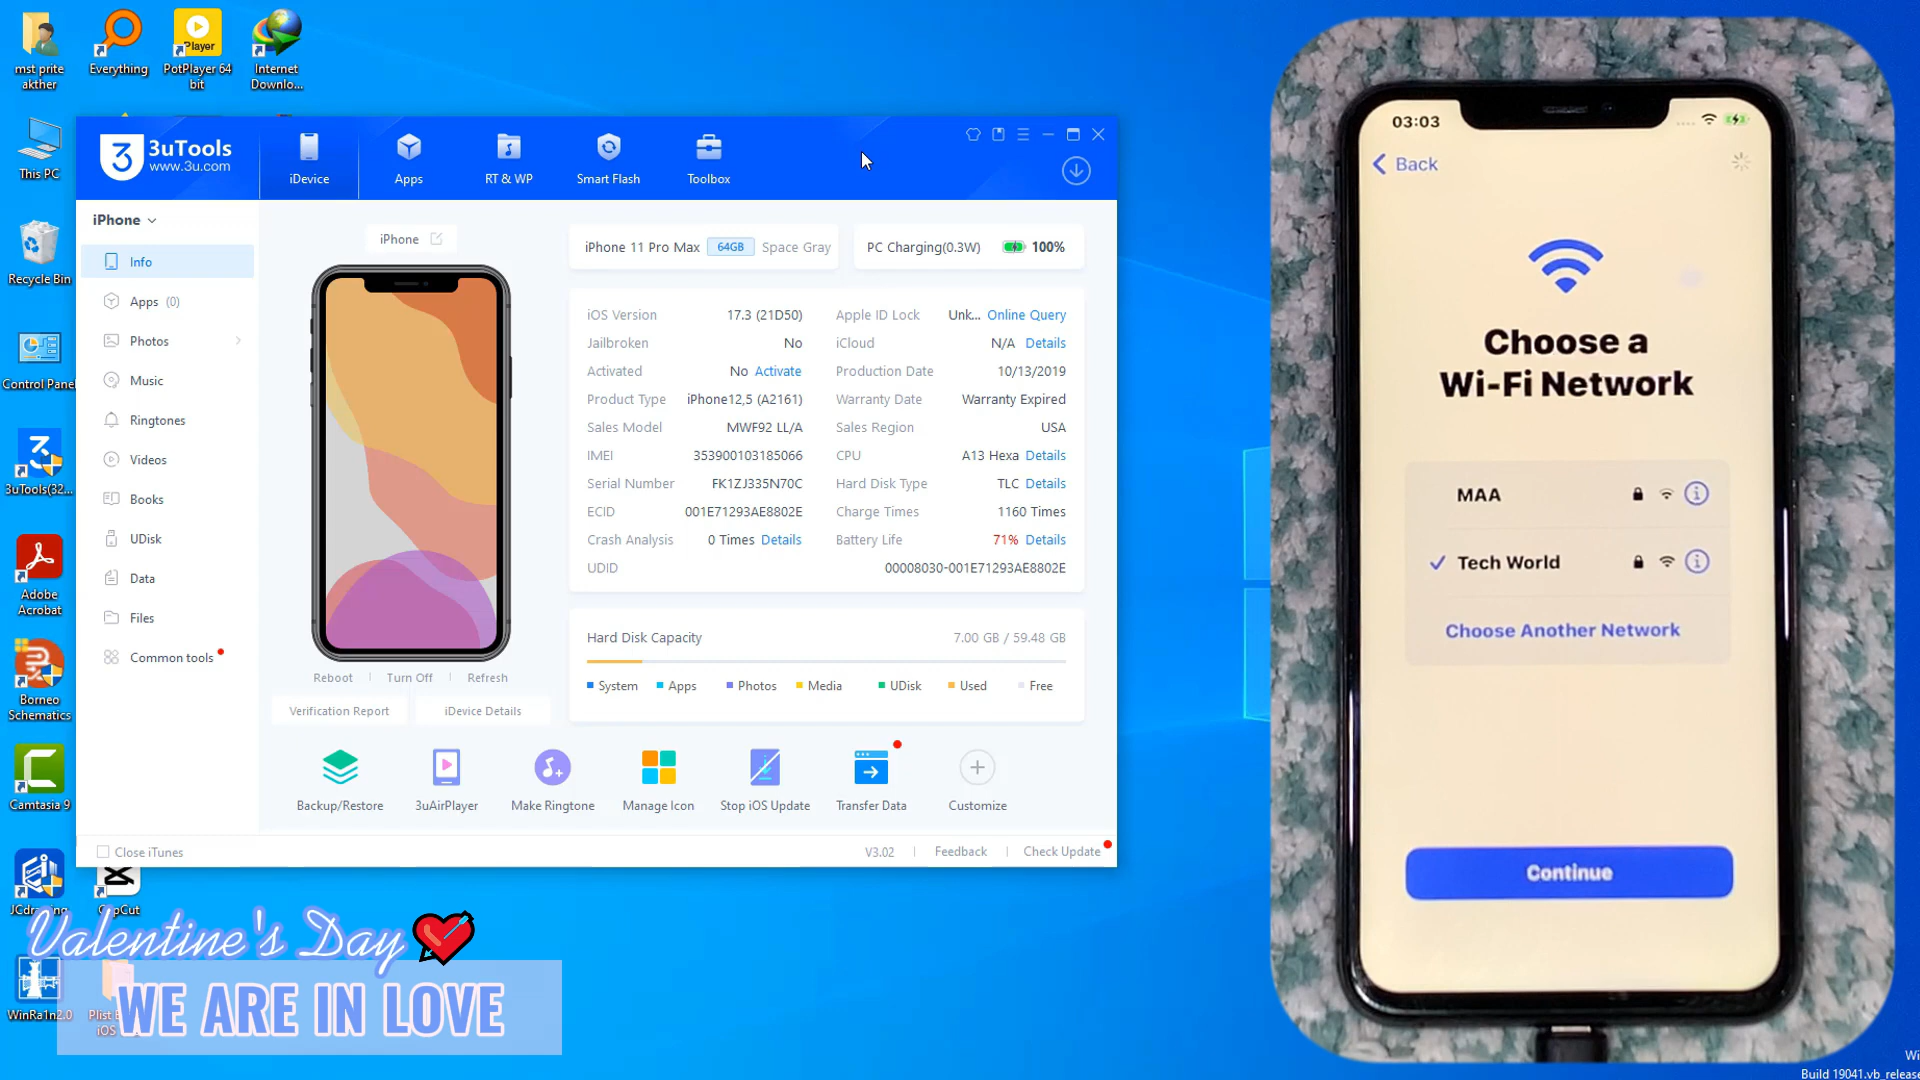 mst prite
akther
Everything
PotPlayer 64
bit
Player
Internet
Downlo...
This PC
Recycle Bin
Control Panel
3uTools(32...
Adobe
Acrobat
Borneo
Schematics
Camtasia 9
JCdrawing
CapCut
WinRa1n2.0
iOS
3uTools
www.3u.com
iDevice
Apps
RT & WP
Smart Flash
Toolbox
iPhone
Info
Apps (0)
Photos
Music
Ringtones
Videos
Books
UDisk
Data
Files
Common tools
iPhone
Reboot
Turn Off
Refresh
Verification Report
iDevice Details
iPhone 11 Pro Max 64GB Space Gray
PC Charging(0.3W) 100%
iOS Version 17.3 (21D50) Apple ID Lock Unk... Online Query
Jailbroken No iCloud N/A Details
Activated No Activate Production Date 10/13/2019
Product Type iPhone12,5 (A2161) Warranty Date Warranty Expired
Sales Model MWF92 LL/A Sales Region USA
IMEI 353900103185066 CPU A13 Hexa Details
Serial Number FK1ZJ335N70C Hard Disk Type TLC Details
ECID 001E71293AE8802E Charge Times 1160 Times
Crash Analysis 0 Times Details Battery Life 71% Details
UDID 00008030-001E71293AE8802E
Hard Disk Capacity 7.00 GB / 59.48 GB
System Apps Photos Media UDisk Used Free
Backup/Restore
3uAirPlayer
Make Ringtone
Manage Icon
Stop iOS Update
Transfer Data
Customize
Close iTunes
V3.02
Feedback
Check Update
Valentine's Day
WE ARE IN LOVE
03:03
Back
Choose a
Wi-Fi Network
MAA
Tech World
Choose Another Network
Continue
Build 19041.vb_release